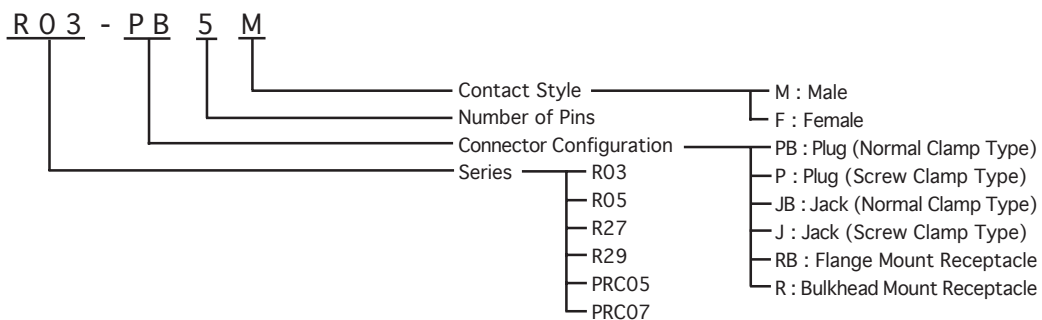 R03 - PB 5 M
Contact Style
M : Male
Number of Pins
F : Female
Connector Configuration
PB : Plug (Normal Clamp Type)
Series
R03
P : Plug (Screw Clamp Type)
R05
JB : Jack (Normal Clamp Type)
R27
J : Jack (Screw Clamp Type)
R29
RB : Flange Mount Receptacle
PRC05
R : Bulkhead Mount Receptacle
PRC07